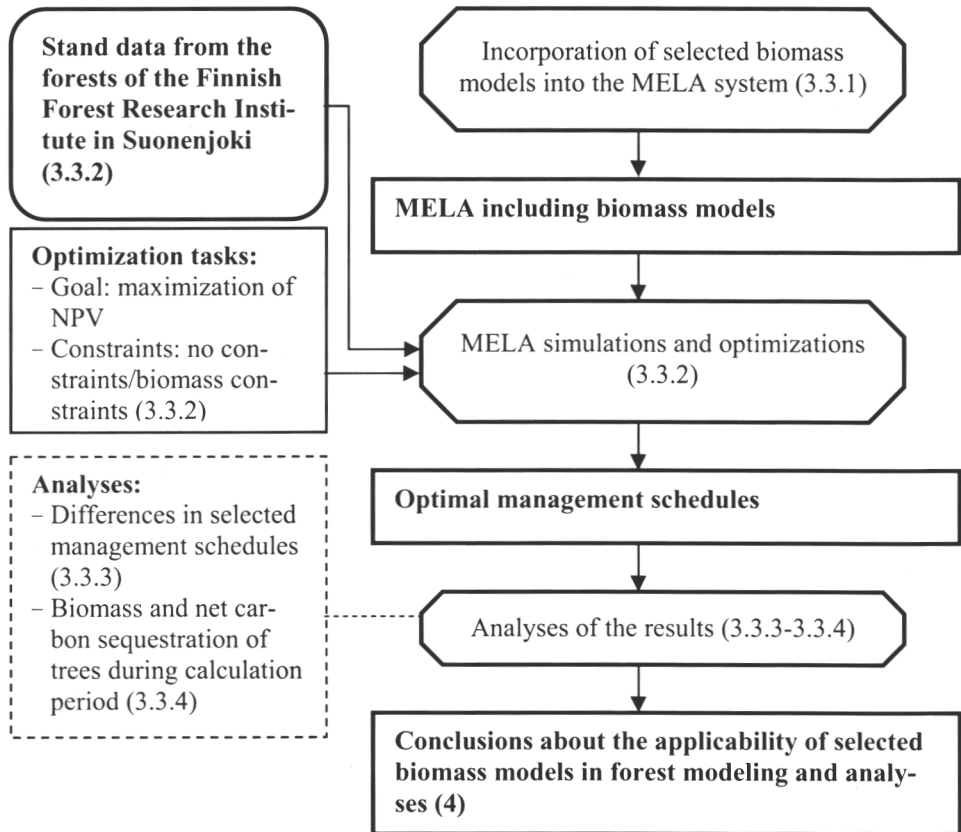 Stand data from the
forests of the Finnish
Forest Research Insti-
tute in Suonenjoki
(3.3.2)
Optimization tasks:
– Goal: maximization of
NPV
– Constraints: no con-
straints/biomass con-
straints (3.3.2)
Analyses:
– Differences in selected
management schedules
(3.3.3)
– Biomass and net car-
bon sequestration of
trees during calculation
period (3.3.4)
Incorporation of selected biomass
models into the MELA system (3.3.1)
MELA including biomass models
MELA simulations and optimizations
(3.3.2)
Optimal management schedules
Analyses of the results (3.3.3-3.3.4)
Conclusions about the applicability of selected
biomass models in forest modeling and analy-
ses (4)